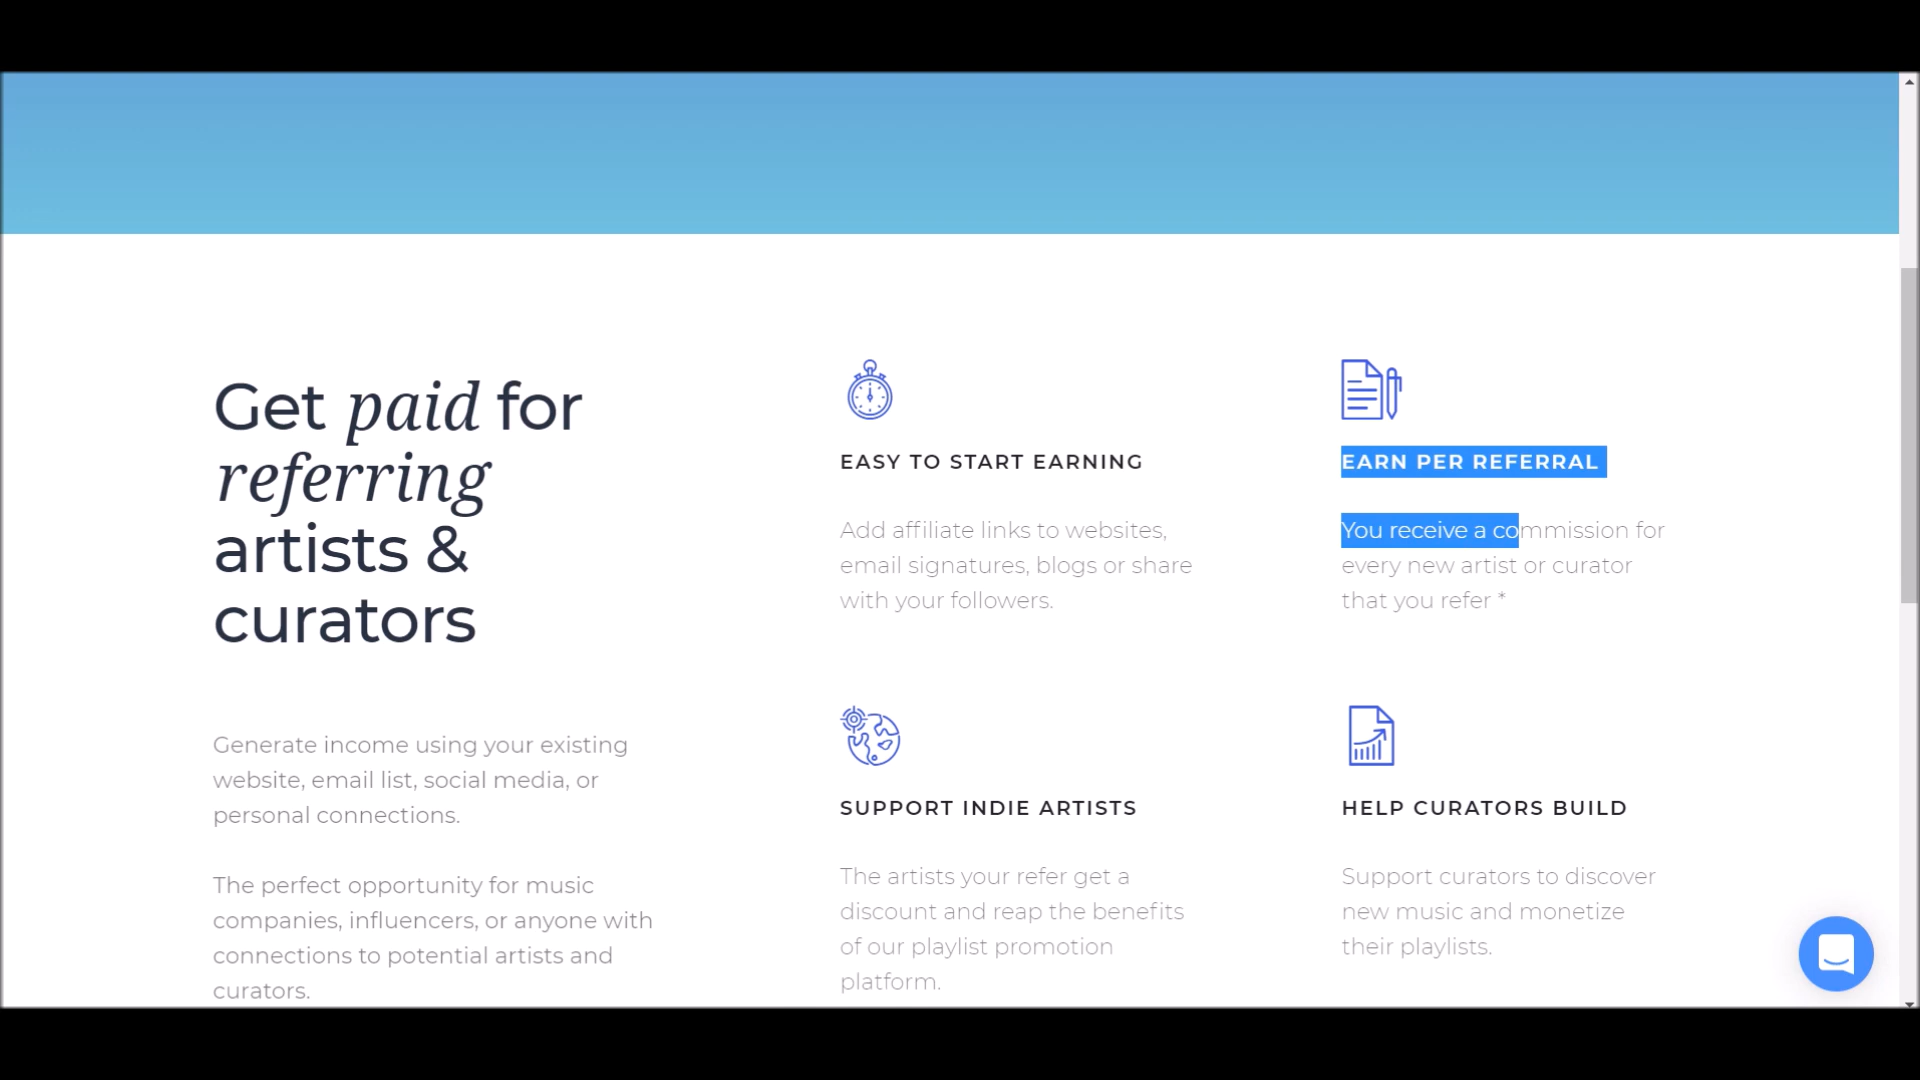 Get paid for
referring
artists &
curators
Generate income using your existing
website, email list, social media, or
personal connections.
The perfect opportunity for music
companies, influencers, or anyone with
connections to potential artists and
curators.
EASY TO START EARNING
Add affiliate links to websites,
email signatures, blogs or share
with your followers.
EARN PER REFERRAL
You receive a commission for
every new artist or curator
that you refer *
SUPPORT INDIE ARTISTS
The artists your refer get a
discount and reap the benefits
of our playlist promotion
platform.
HELP CURATORS BUILD
Support curators to discover
new music and monetize
their playlists.